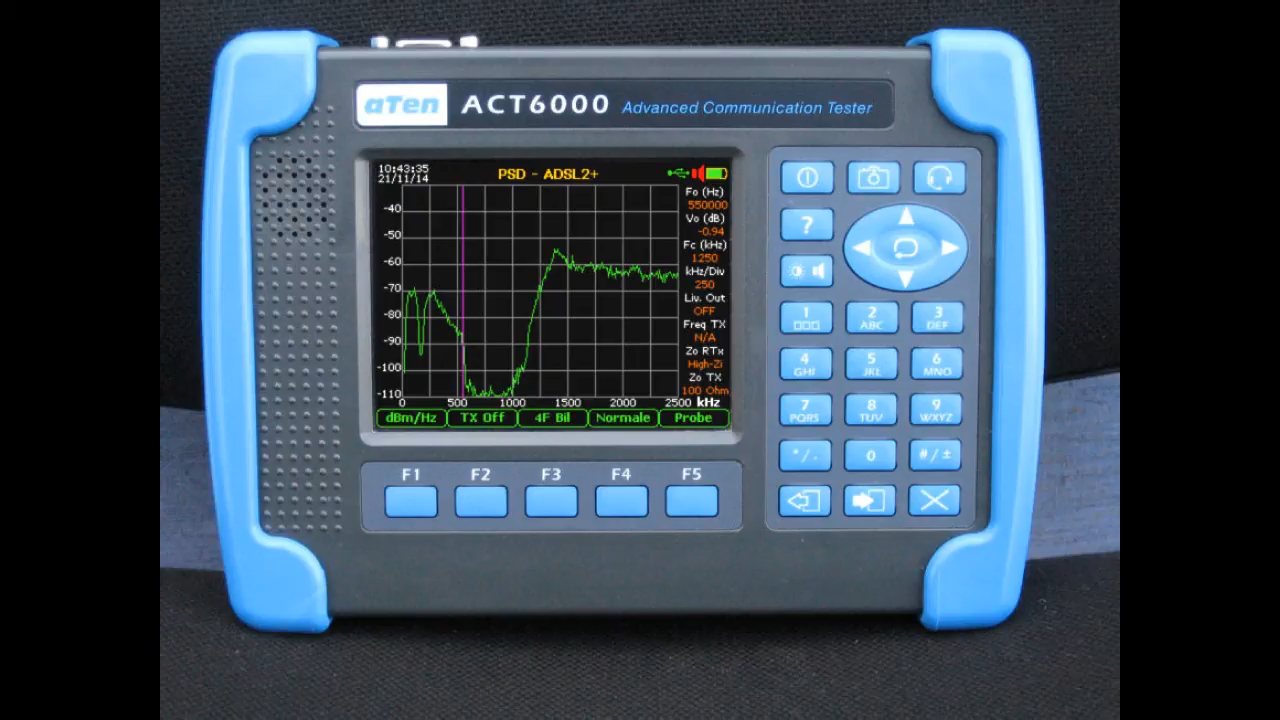 aTen ACT6000 Advanced Communication Tester
10:43:35
21/11/14
PSD - ADSL2+
Fo (Hz)
550000
Vo (dB)
-0.94
Fc (kHz)
1250
kHz/Div
250
Liv. Out
OFF
Freq TX
N/A
Zo RTx
High-Zi
Zo TX
100 Ohm
-40
-50
-60
-70
-80
-90
-100
-110
0 500 1000 1500 2000 2500 kHz
dBm/Hz TX Off 4F Bil Normale Probe
F1 F2 F3 F4 F5
?
1 2 ABC 3 DEF
4 GHI 5 JKL 6 MNO
7 PQRS 8 TUV 9 WXYZ
*/. 0 #/±